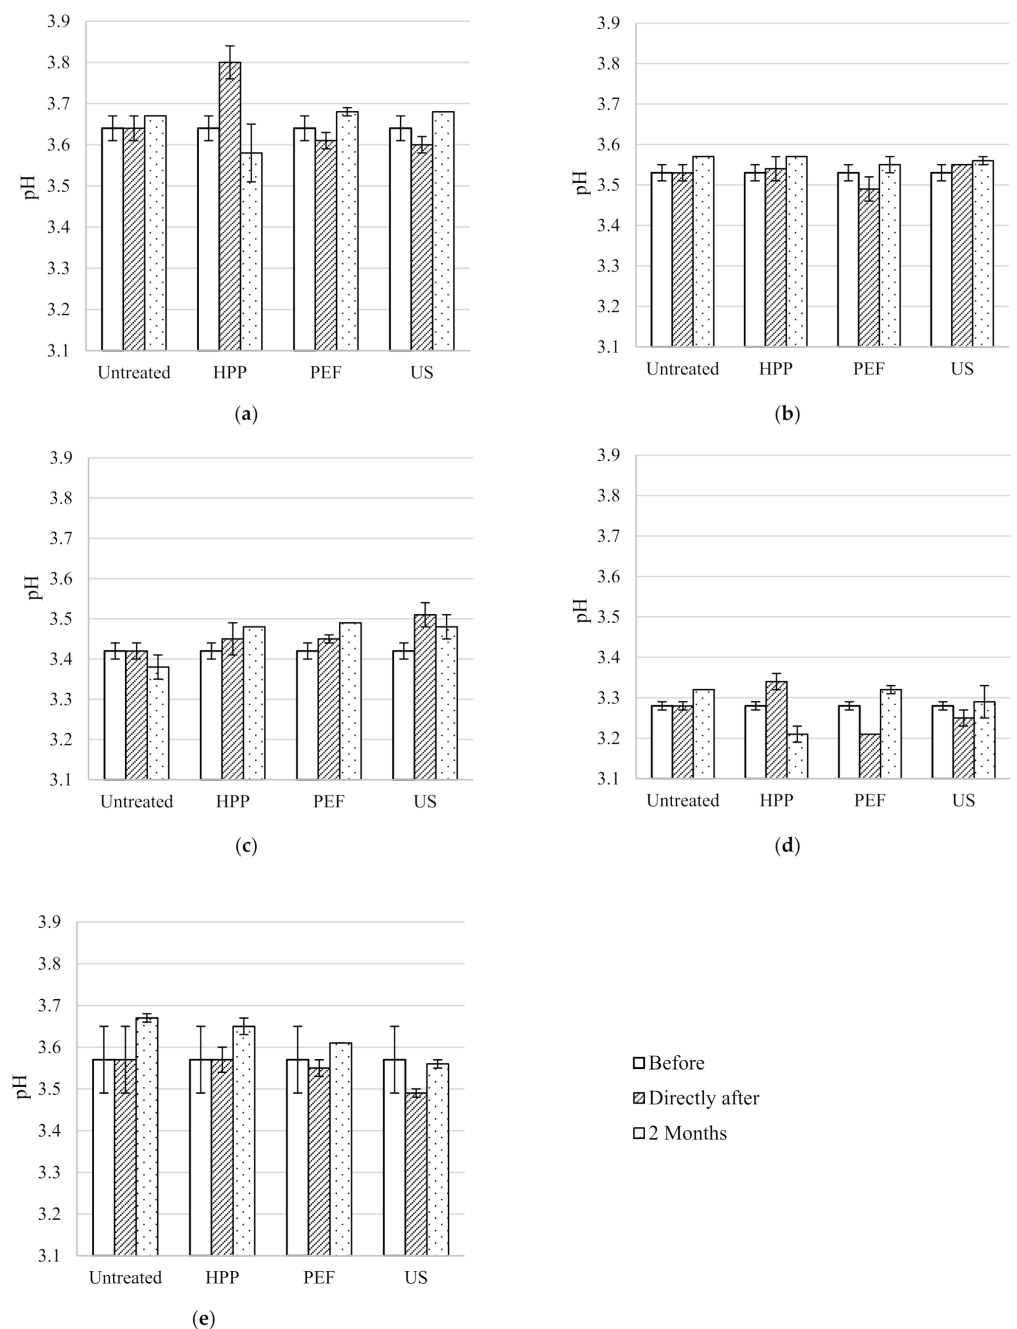 3.9
3.8
3.7
3.6
3.5
3.4
3.3
3.2
3.1
pH
Untreated HPP PEF US
(a)
3.9
3.8
3.7
3.6
3.5
3.4
3.3
3.2
3.1
pH
Untreated HPP PEF US
(b)
3.9
3.8
3.7
3.6
3.5
3.4
3.3
3.2
3.1
pH
Untreated HPP PEF US
(c)
3.9
3.8
3.7
3.6
3.5
3.4
3.3
3.2
3.1
pH
Untreated HPP PEF US
(d)
3.9
3.8
3.7
3.6
3.5
3.4
3.3
3.2
3.1
pH
Untreated HPP PEF US
(e)
Before
Directly after
2 Months